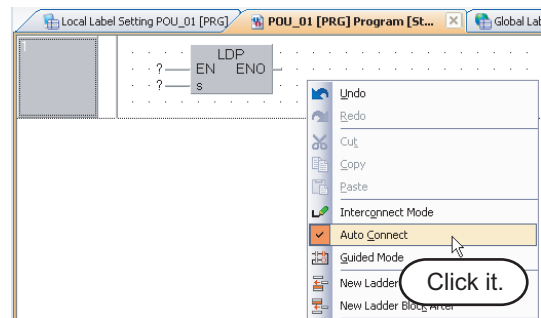 Local Label Setting POU_01 [PRG]
POU_01 [PRG] Program [St...
Global Lab
1
LDP
? EN ENO
? s
Undo
Redo
Cut
Copy
Paste
Interconnect Mode
Auto Connect
Guided Mode
New Ladder
Click it.
New Ladder Block After